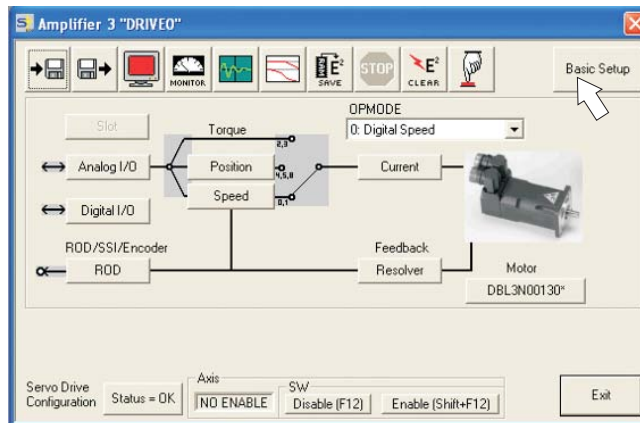 Amplifier 3 "DRIVE0"
MONITOR
E² SAVE
STOP
E² CLEAR
Basic Setup
OPMODE
0: Digital Speed
Slot
Torque
2,3
Analog I/O
Position
4,5,8
Current
Speed
0,1
Digital I/O
ROD/SSI/Encoder
Feedback
ROD
Resolver
Motor
DBL3N00130*
Servo Drive
Configuration
Status = OK
Axis
NO ENABLE
SW
Disable (F12)
Enable (Shift+F12)
Exit